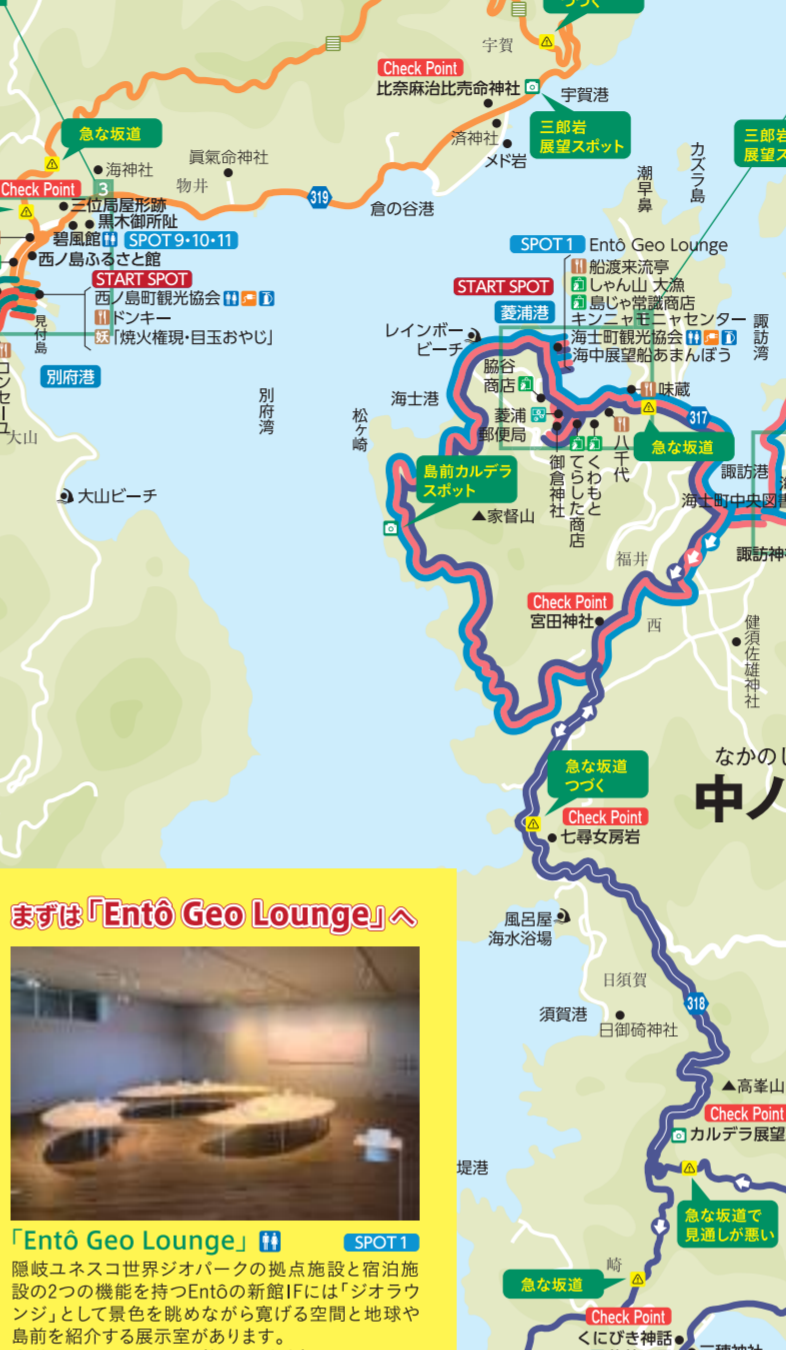 つづく
宇賀
Check Point
比奈麻治比売命神社
宇賀港
済神社
メド岩
三郎岩
展望スポット
三郎岩
カズラ島
潮早鼻
急な坂道
海神社
眞氣命神社
物井
Check Point
3
319
倉の谷港
三位局屋形跡
黒木御所阯
碧風館
SPOT 9・10・11
西ノ島ふるさと館
START SPOT
西ノ島町観光協会
ドンキー
妖「焼火権現・目玉おやじ」
見付島
別府港
別府湾
大山
大山ビーチ
SPOT 1
Entô Geo Lounge
船渡来流亭
しゃん山 大漁
島じゃ常識商店
キンニャモニャセンター
海士町観光協会
海中展望船あまんぼう
START SPOT
菱浦港
諏訪湾
レインボー
ビーチ
脇谷
商店
海士港
松ヶ崎
菱浦
郵便局
御倉神社
てらした商店
くわもと
八千代
味蔵
317
急な坂道
諏訪港
海士町中央図書
諏訪神社
島前カルデラ
スポット
家督山
福井
Check Point
宮田神社
西
健須佐雄神社
なかのし
中ノ
急な坂道
つづく
Check Point
七尋女房岩
風呂屋
海水浴場
日須賀
須賀港
日御碕神社
318
高峯山
Check Point
カルデラ展望
堤港
急な坂道で
見通しが悪い
崎
急な坂道
Check Point
くにびき神話
まずは「Entô Geo Lounge」へ
「Entô Geo Lounge」
SPOT 1
隠岐ユネスコ世界ジオパークの拠点施設と宿泊施
設の2つの機能を持つEntôの新館1Fには「ジオラウ
ンジ」として景色を眺めながら寛げる空間と地球や
島前を紹介する展示室があります。